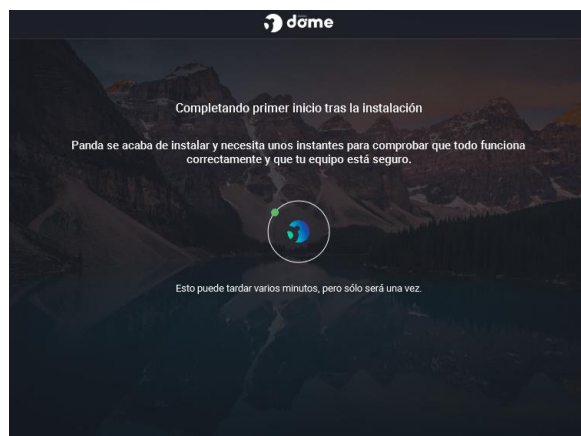 dome
Completando primer inicio tras la instalación
Panda se acaba de instalar y necesita unos instantes para comprobar que todo funciona
correctamente y que tu equipo está seguro.
Esto puede tardar varios minutos, pero sólo será una vez.